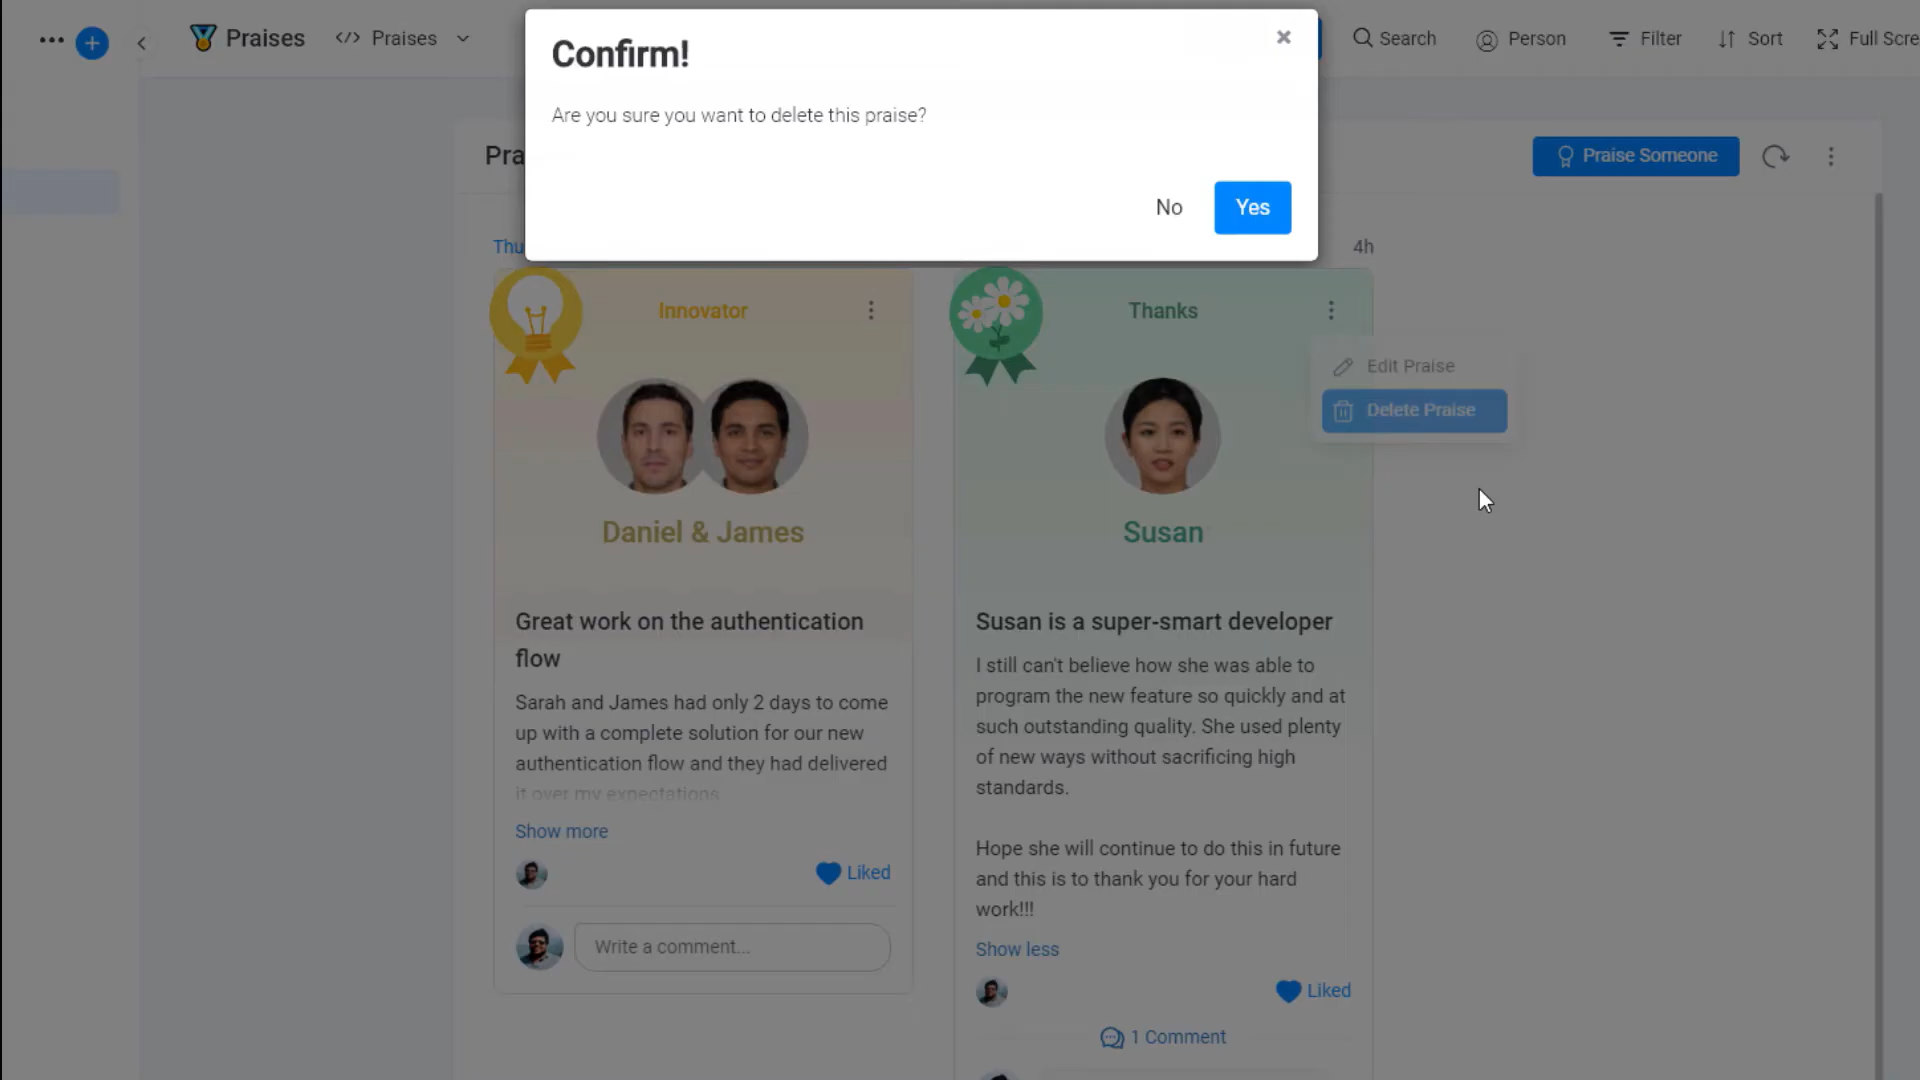 Praises
</> Praises
Search
Person
Filter
Sort
Full Scre
Confirm!
Are you sure you want to delete this praise?
No
Yes
Pra
Praise Someone
Thu
4h
Innovator
Daniel & James
Great work on the authentication
flow
Sarah and James had only 2 days to come
up with a complete solution for our new
authentication flow and they had delivered
it over my expectations
Show more
Liked
Write a comment...
Thanks
Edit Praise
Delete Praise
Susan
Susan is a super-smart developer
I still can't believe how she was able to
program the new feature so quickly and at
such outstanding quality. She used plenty
of new ways without sacrificing high
standards.
Hope she will continue to do this in future
and this is to thank you for your hard
work!!!
Show less
Liked
1 Comment